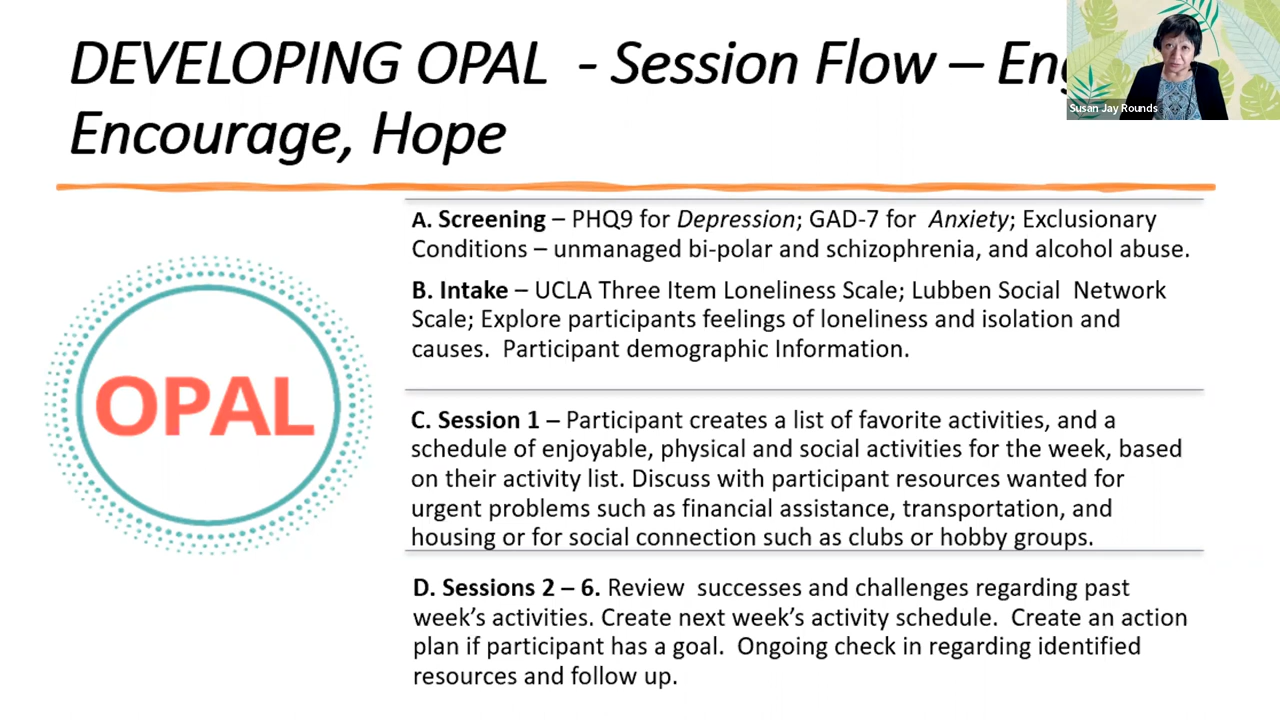 DEVELOPING OPAL - Session Flow –
Encourage, Hope
Susan Jay Rounds
A. Screening – PHQ9 for Depression; GAD-7 for Anxiety; Exclusionary
Conditions – unmanaged bi-polar and schizophrenia, and alcohol abuse.
B. Intake – UCLA Three Item Loneliness Scale; Lubben Social Network
Scale; Explore participants feelings of loneliness and isolation and
causes. Participant demographic Information.
OPAL
C. Session 1 – Participant creates a list of favorite activities, and a
schedule of enjoyable, physical and social activities for the week, based
on their activity list. Discuss with participant resources wanted for
urgent problems such as financial assistance, transportation, and
housing or for social connection such as clubs or hobby groups.
D. Sessions 2 – 6. Review successes and challenges regarding past
week’s activities. Create next week’s activity schedule. Create an action
plan if participant has a goal. Ongoing check in regarding identified
resources and follow up.